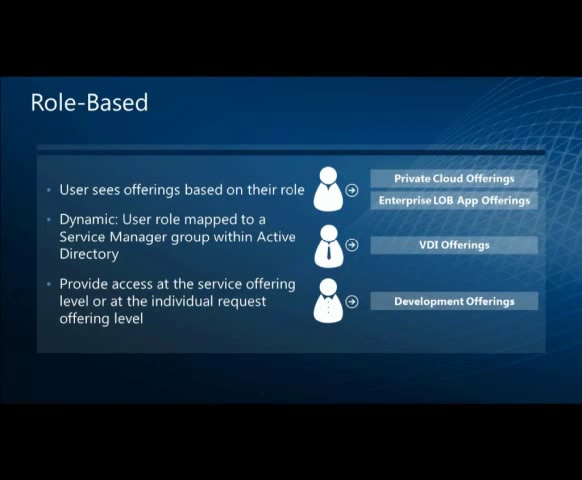 Role-Based
• User sees offerings based on their role
• Dynamic: User role mapped to a
Service Manager group within Active
Directory
• Provide access at the service offering
level or at the individual request
offering level
Private Cloud Offerings
Enterprise LOB App Offerings
VDI Offerings
Development Offerings